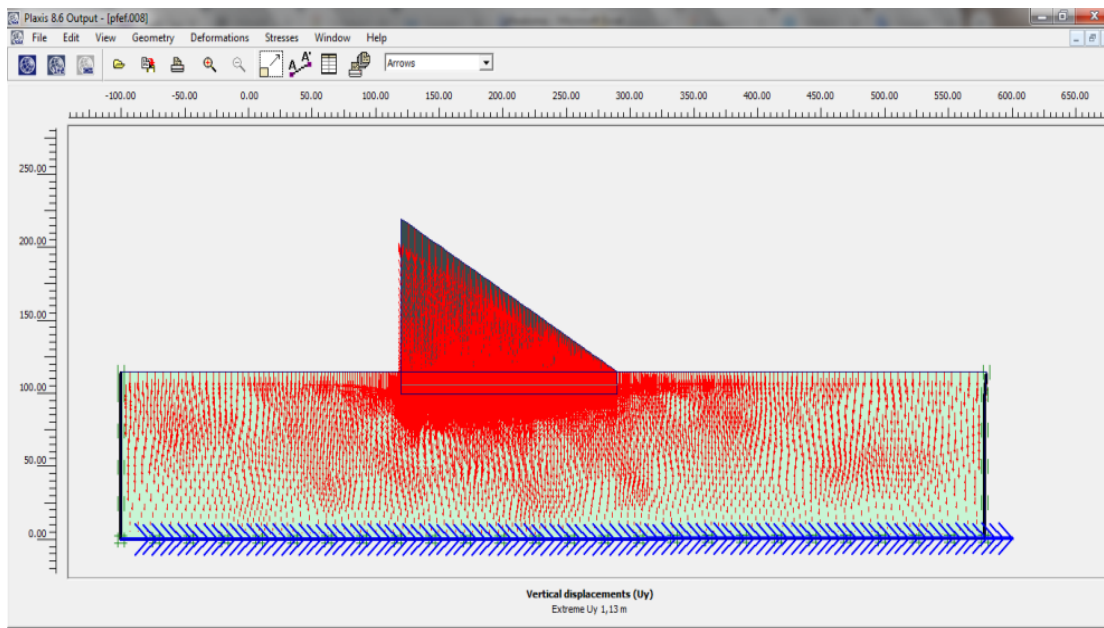 Plaxis 8.6 Output - [pfef.008]
File Edit View Geometry Deformations Stresses Window Help
Arrows
-100.00 -50.00 0.00 50.00 100.00 150.00 200.00 250.00 300.00 350.00 400.00 450.00 500.00 550.00 600.00 650.00
250.00
200.00
150.00
100.00
50.00
0.00
Vertical displacements (Uy)
Extreme Uy 1,13 m